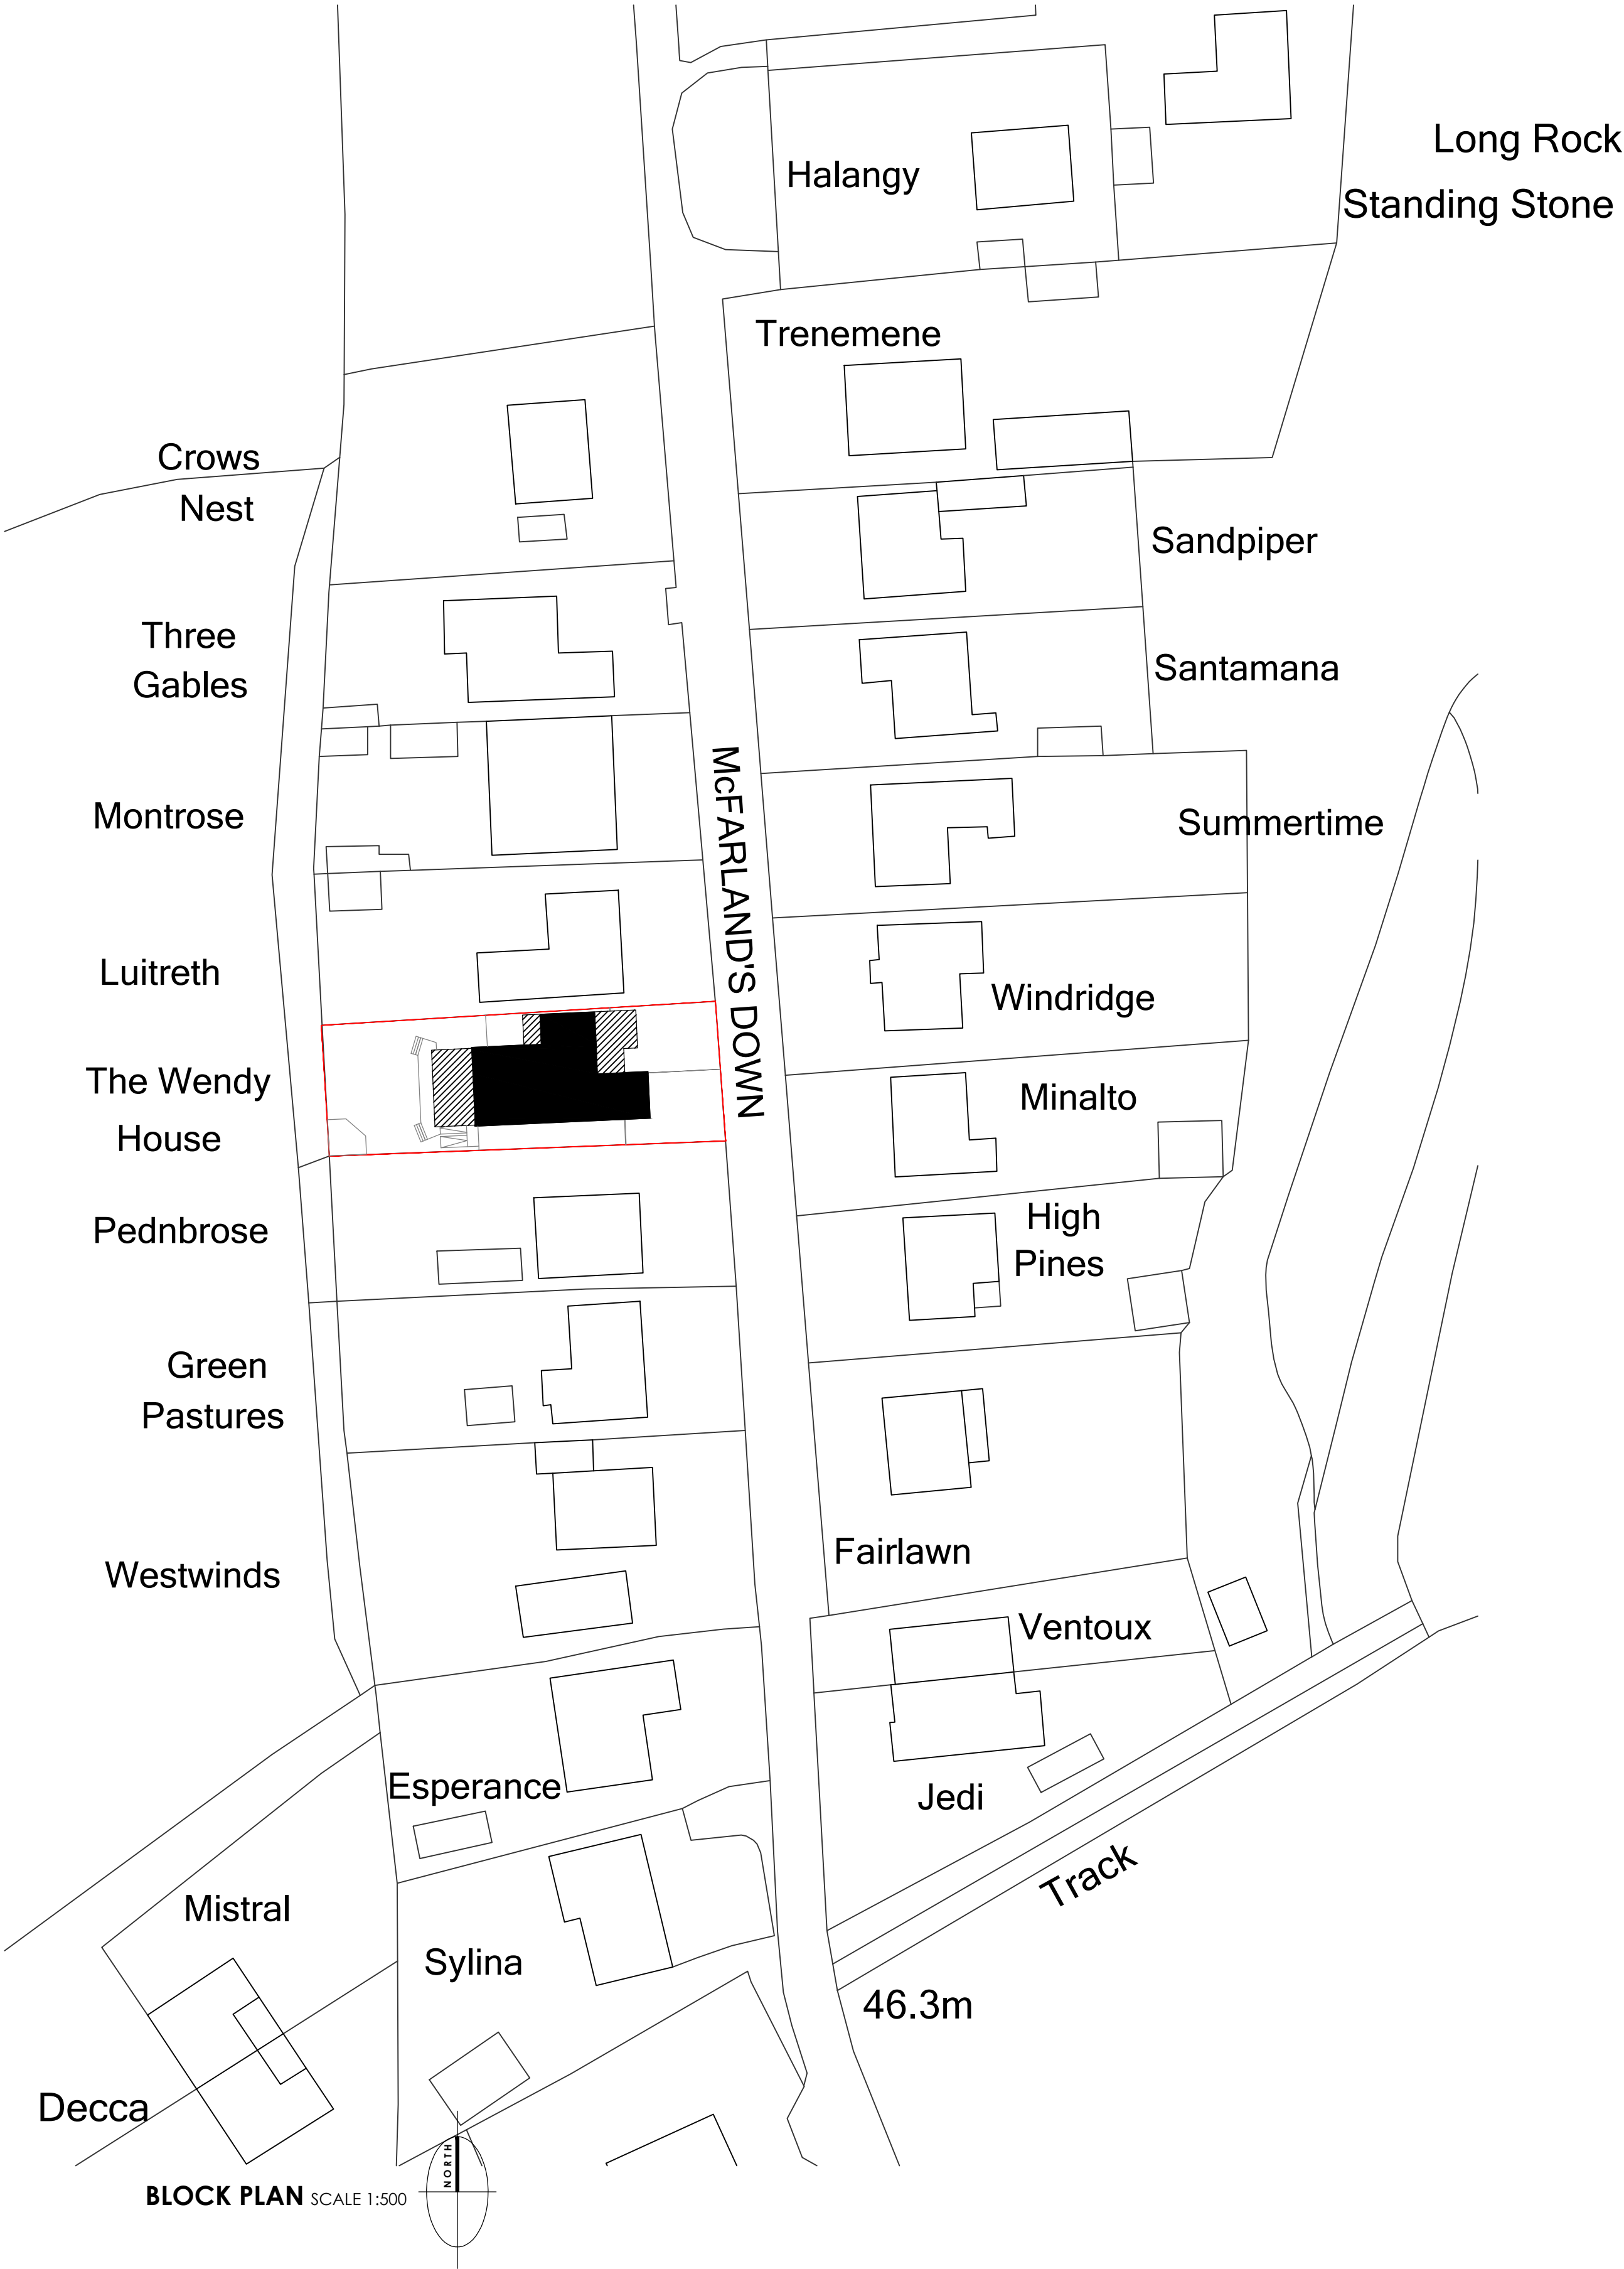 Long Rock
Standing Stone
Halangy
Trenemene
Crows
Nest
Sandpiper
Three
Gables
Santamana
Montrose
McFARLAND'S DOWN
Summertime
Luitreth
Windridge
The Wendy
House
Minalto
Pednbrose
High
Pines
Green
Pastures
Westwinds
Fairlawn
Ventoux
Esperance
Jedi
Track
Mistral
Sylina
46.3m
Decca
NORTH
BLOCK PLAN SCALE 1:500